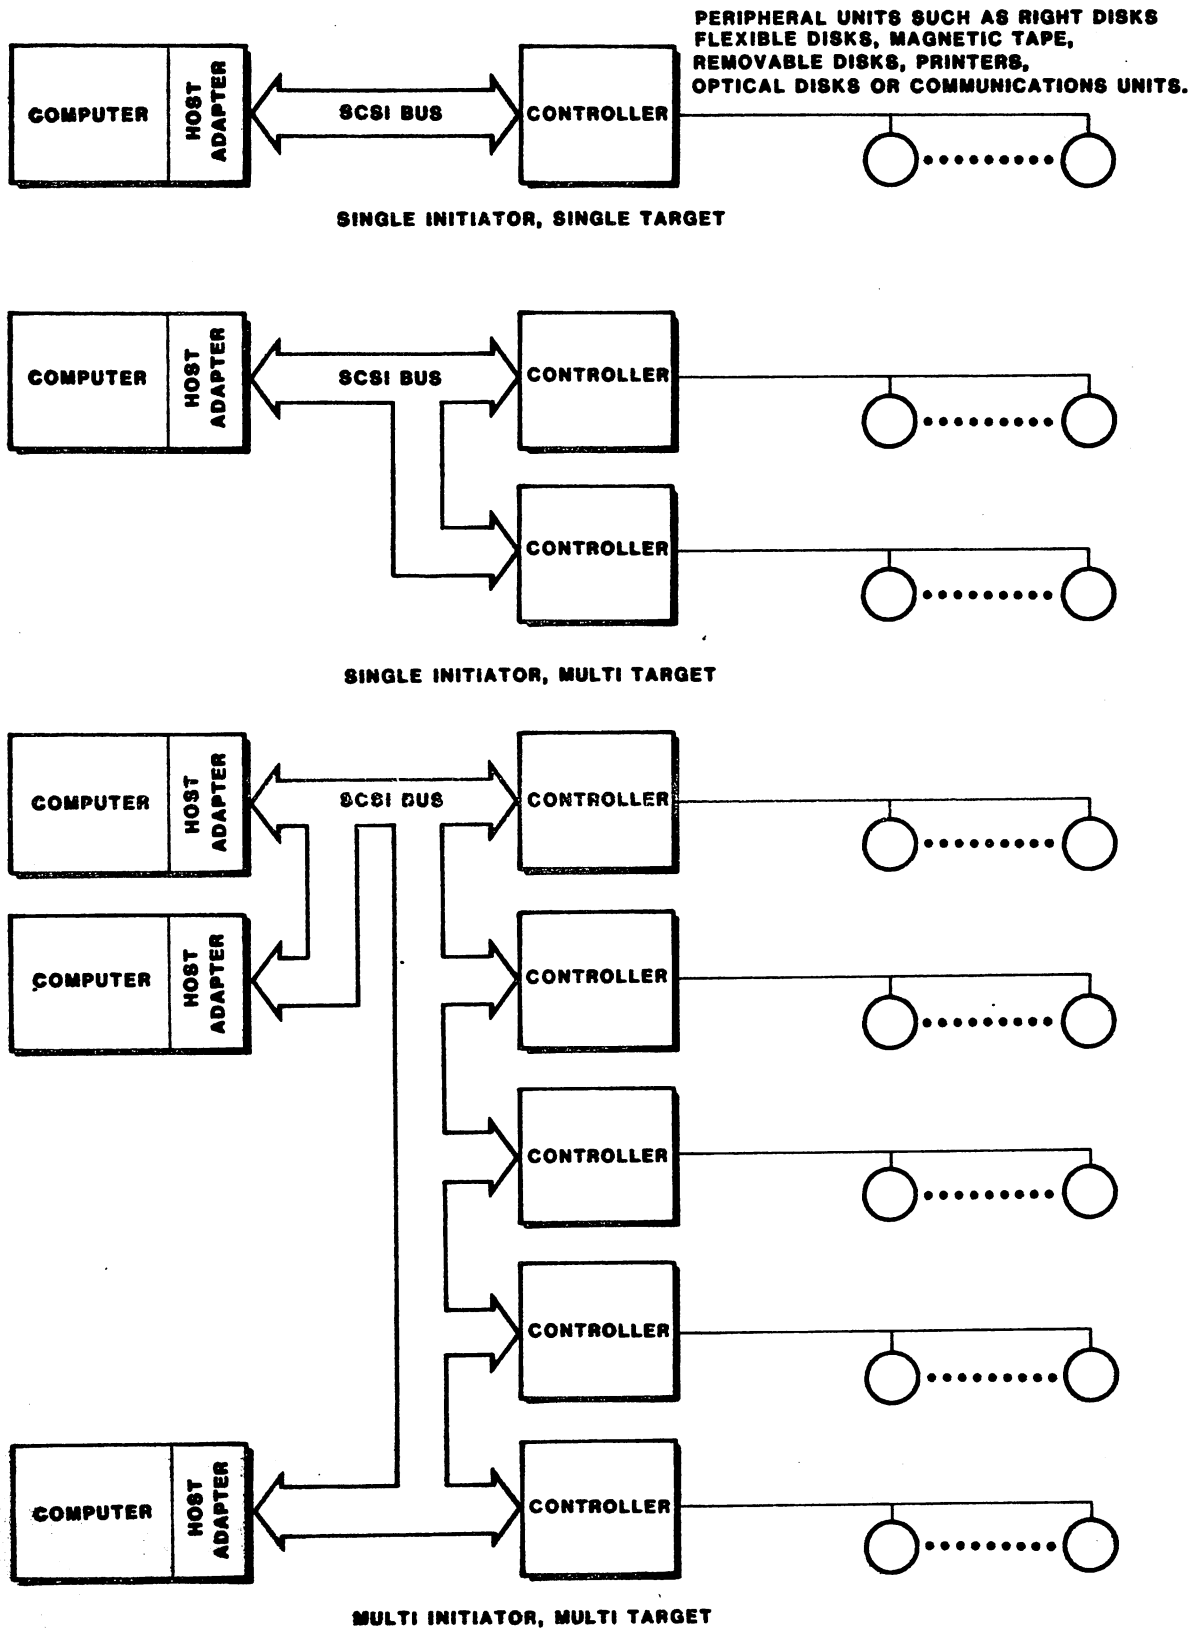 PERIPHERAL UNITS SUCH AS RIGHT DISKS
FLEXIBLE DISKS, MAGNETIC TAPE,
REMOVABLE DISKS, PRINTERS,
OPTICAL DISKS OR COMMUNICATIONS UNITS.
COMPUTER
HOST
ADAPTER
SCSI BUS
CONTROLLER
SINGLE INITIATOR, SINGLE TARGET
COMPUTER
HOST
ADAPTER
SCSI BUS
CONTROLLER
CONTROLLER
SINGLE INITIATOR, MULTI TARGET
COMPUTER
HOST
ADAPTER
SCSI BUS
CONTROLLER
COMPUTER
HOST
ADAPTER
CONTROLLER
CONTROLLER
CONTROLLER
COMPUTER
HOST
ADAPTER
CONTROLLER
MULTI INITIATOR, MULTI TARGET